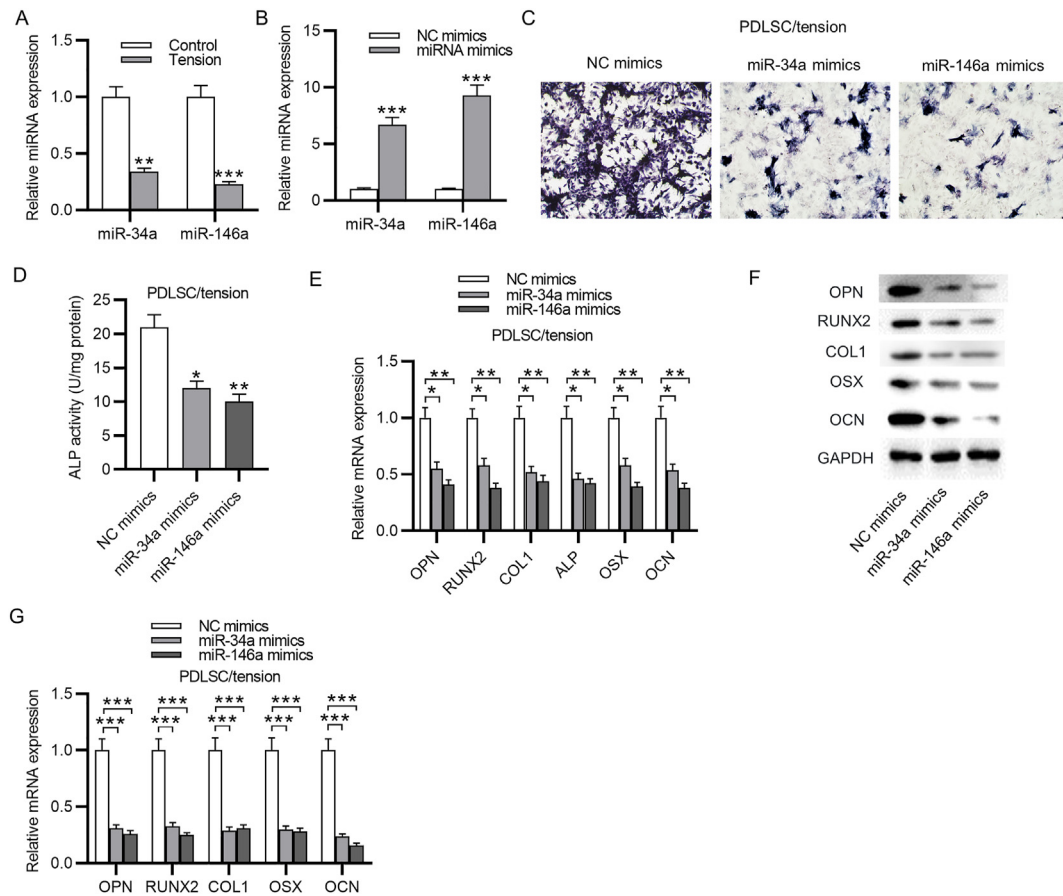 A
Relative miRNA expression
1.5
1.0
0.5
0.0
Control
Tension
**
***
miR-34a
miR-146a
B
Relative miIRNA expression
15
10
5
0
NC mimics
miRNA mimics
***
***
miR-34a
miR-146a
C
PDLSC/tension
NC mimics
miR-34a mimics
miR-146a mimics
D
PDLSC/tension
ALP activity (U/mg protein)
25
20
15
10
5
0
*
**
NC mimics
miR-34a mimics
miR-146a mimics
E
NC mimics
miR-34a mimics
miR-146a mimics
PDLSC/tension
Relative mRNA expression
1.5
1.0
0.5
0.0
** ** ** ** ** **
* * * * * *
OPN
RUNX2
COL1
ALP
OSX
OCN
F
OPN
RUNX2
COL1
OSX
OCN
GAPDH
NC mimics
miR-34a mimics
miR-146a mimics
G
NC mimics
miR-34a mimics
miR-146a mimics
PDLSC/tension
Relative mRNA expression
1.5
1.0
0.5
0.0
*** *** *** *** ***
*** *** *** *** ***
OPN
RUNX2
COL1
OSX
OCN